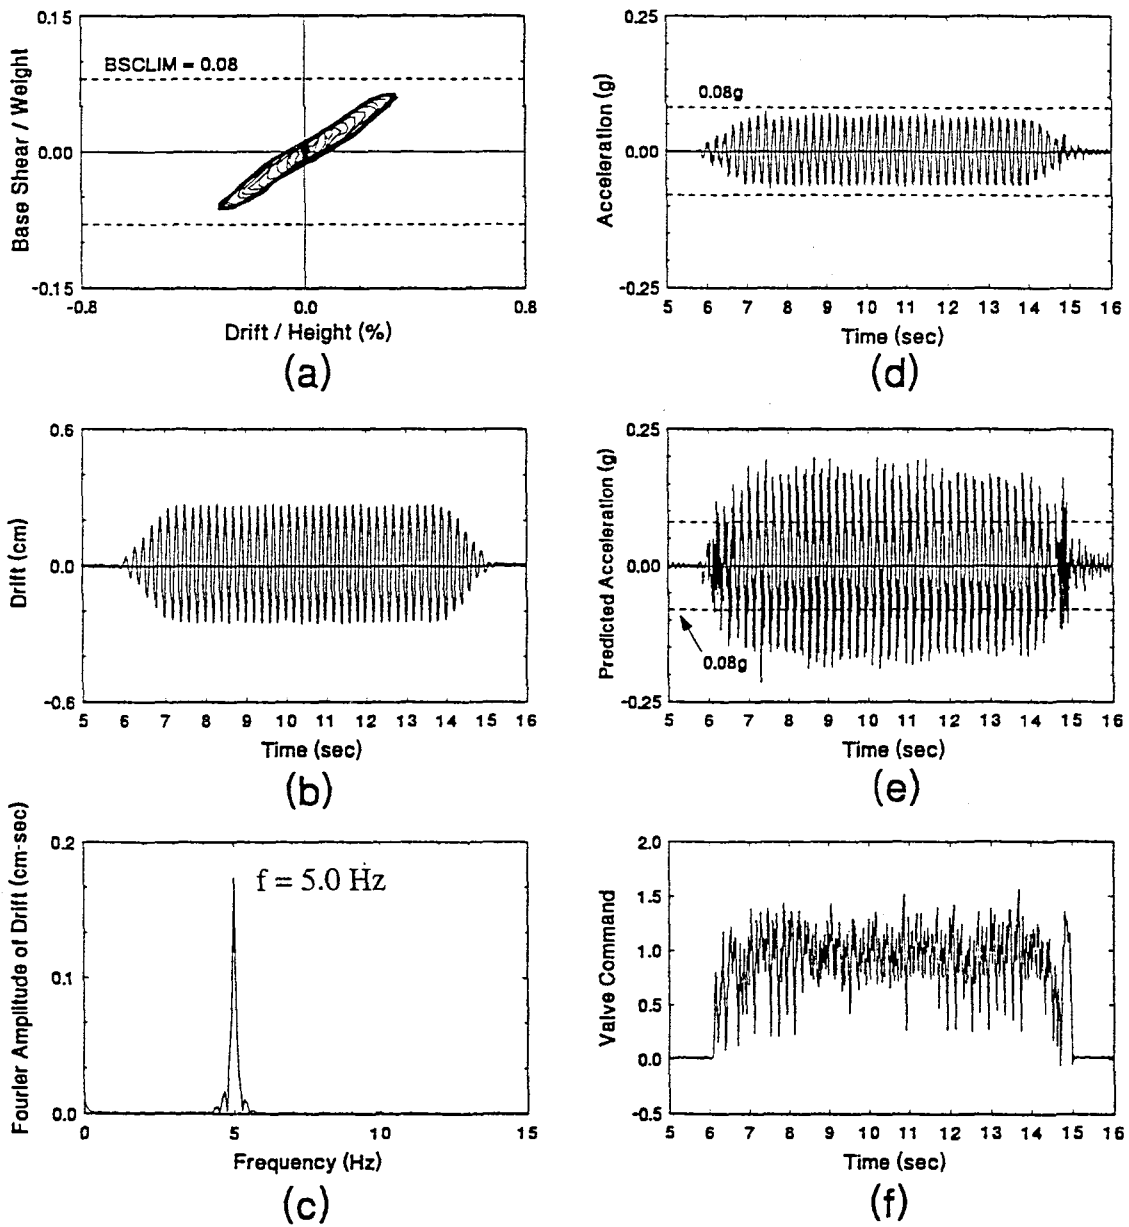 Base Shear / Weight
0.15
0.00
-0.15
BSCLIM = 0.08
-0.8
0.0
0.8
Drift / Height (%)
(a)
Acceleration (g)
0.25
0.00
-0.25
0.08g
5 6 7 8 9 10 11 12 13 14 15 16
Time (sec)
(d)
Drift (cm)
0.6
0.0
-0.6
5 6 7 8 9 10 11 12 13 14 15 16
Time (sec)
(b)
Predicted Acceleration (g)
0.25
0.00
-0.25
0.08g
5 6 7 8 9 10 11 12 13 14 15 16
Time (sec)
(e)
Fourier Amplitude of Drift (cm-sec)
0.2
0.1
0.0
f = 5.0 Hz
0 5 10 15
Frequency (Hz)
(c)
Valve Command
2.0
1.5
1.0
0.5
0.0
-0.5
5 6 7 8 9 10 11 12 13 14 15 16
Time (sec)
(f)